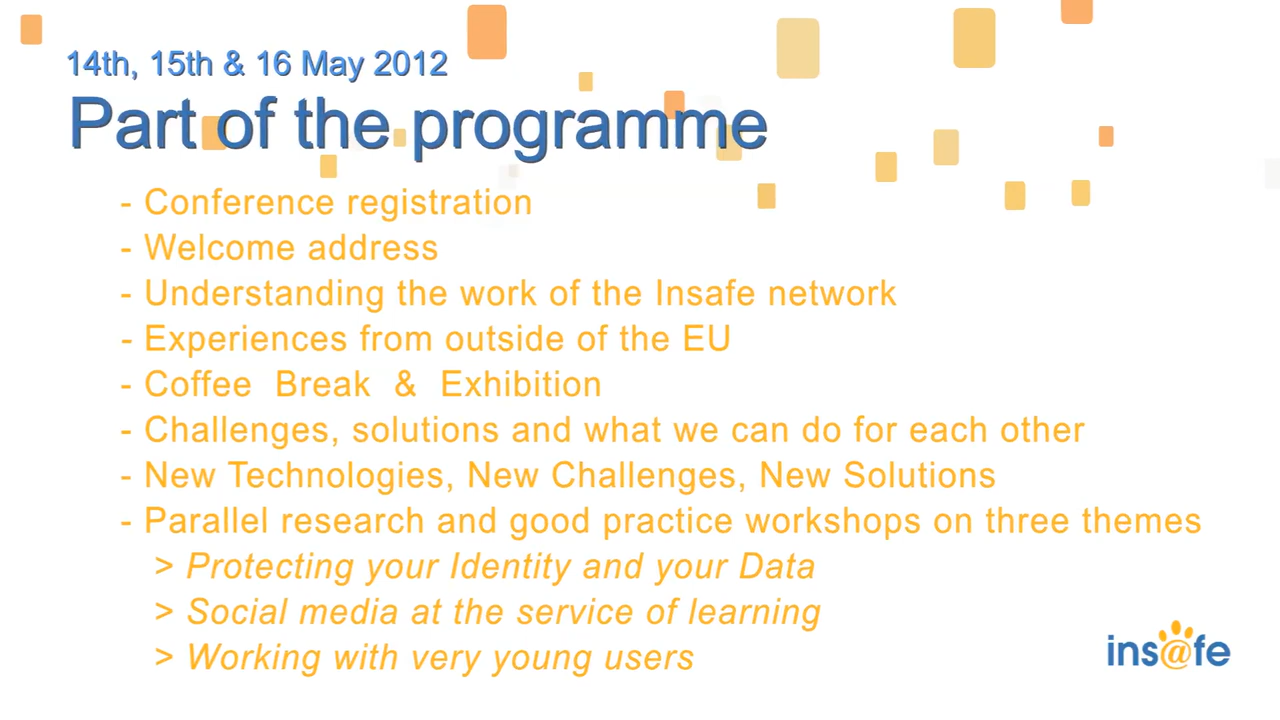 14th, 15th & 16 May 2012
Part of the programme
- Conference registration
- Welcome address
- Understanding the work of the Insafe network
- Experiences from outside of the EU
- Coffee Break & Exhibition
- Challenges, solutions and what we can do for each other
- New Technologies, New Challenges, New Solutions
- Parallel research and good practice workshops on three themes
> Protecting your Identity and your Data
> Social media at the service of learning
> Working with very young users
ins@fe